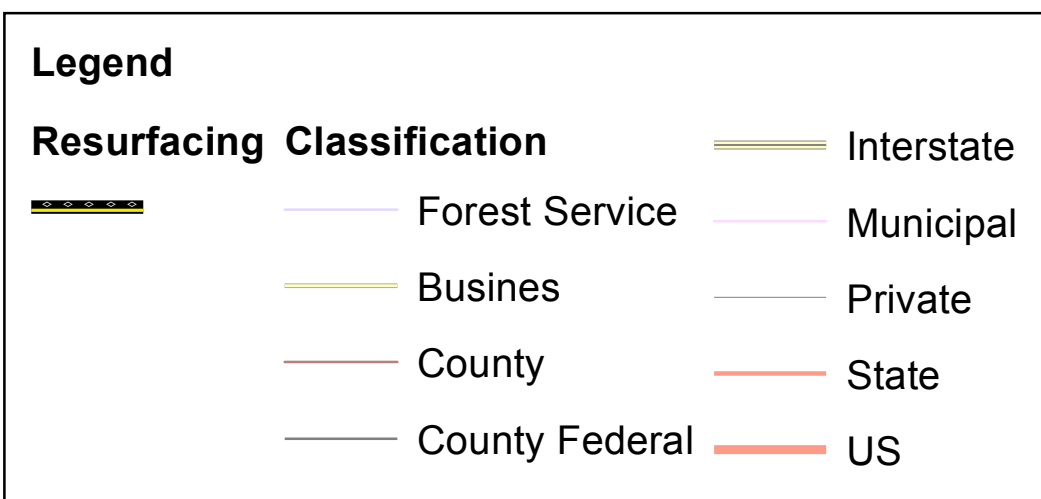 Legend
Resurfacing
Classification
Forest Service
Busines
County
County Federal
Interstate
Municipal
Private
State
US